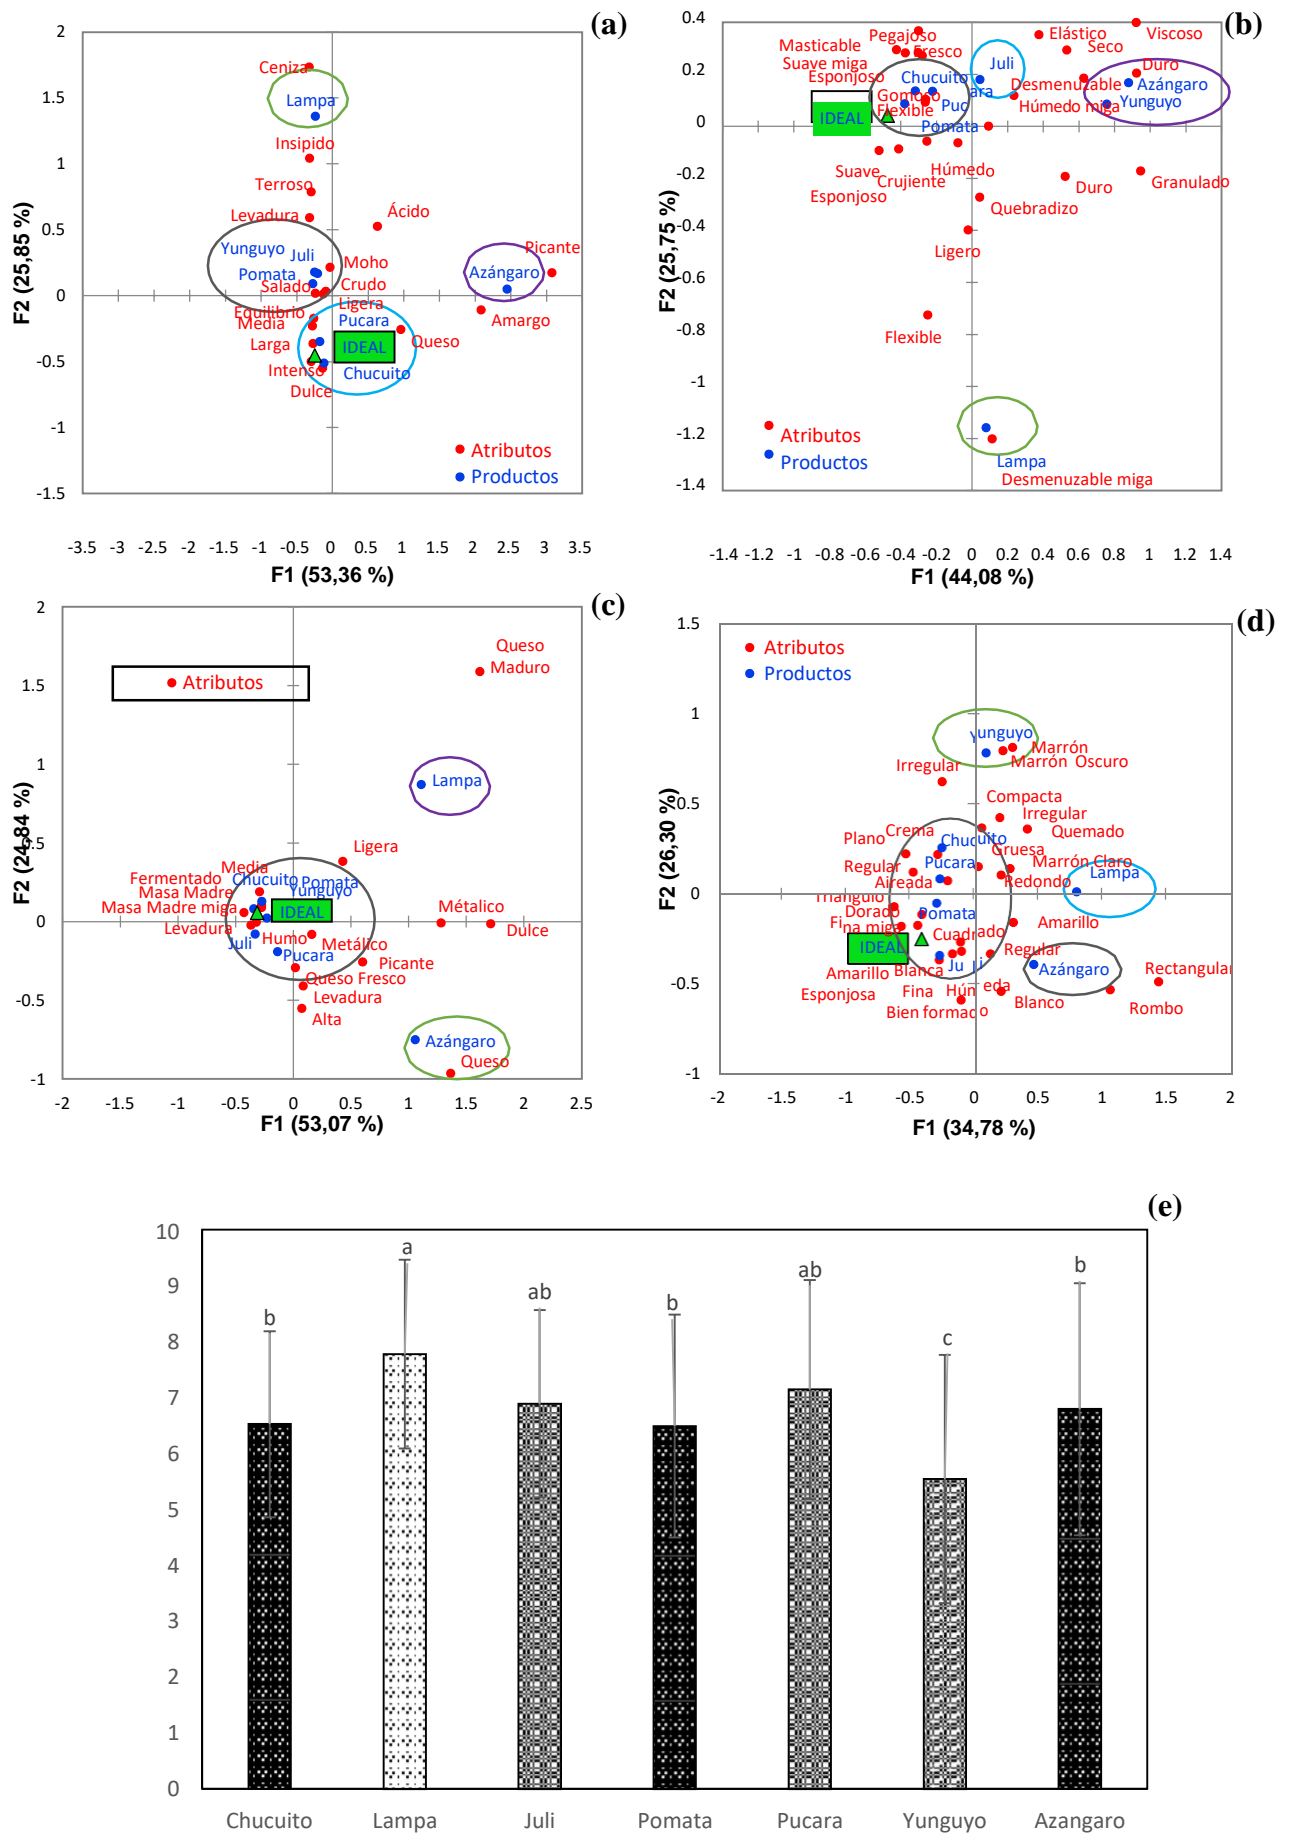 (a)
2
1.5
1
0.5
0
-0.5
-1
-1.5
F2 (25,85 %)
Ceniza
Lampa
Insipido
Terroso
Levadura
Ácido
Yunguyo
Juli
Moho
Picante
Azángaro
Pomata
Salado
Crudo
Ligera
Equilibrio
Media
Pucara
Amargo
Larga
IDEAL
Queso
Intenso
Chucuito
Dulce
Atributos
Productos
-3.5 -3 -2.5 -2 -1.5 -1 -0.5 0 0.5 1 1.5 2 2.5 3 3.5
F1 (53,36 %)
(b)
0.4
0.2
0
-0.2
-0.4
-0.6
-0.8
-1
-1.2
-1.4
F2 (25,75 %)
Pegajoso
Elástico
Viscoso
Masticable
Fresco
Seco
Suave miga
Juli
Duro
Esponjoso
Chucuito
Desmenuzable
Azángaro
Gomoso
Pucara
Húmedo miga
Yunguyo
IDEAL
Flexible
Pomata
Suave
Crujiente
Húmedo
Esponjoso
Duro
Granulado
Quebradizo
Ligero
Flexible
Atributos
Productos
Lampa
Desmenuzable miga
-1.4 -1.2 -1 -0.8 -0.6 -0.4 -0.2 0 0.2 0.4 0.6 0.8 1 1.2 1.4
F1 (44,08 %)
(c)
2
1.5
1
0.5
0
-0.5
-1
F2 (24,84 %)
Queso
Maduro
Atributos
Lampa
Ligera
Media
Fermentado
Chucuito
Pomata
Masa Madre
Yunguyo
Masa Madre miga
IDEAL
Métalico
Levadura
Dulce
Juli
Humo
Metálico
Pucara
Picante
Queso Fresco
Levadura
Alta
Azángaro
Queso
-2 -1.5 -1 -0.5 0 0.5 1 1.5 2 2.5
F1 (53,07 %)
(d)
1.5
1
0.5
0
-0.5
-1
F2 (26,30 %)
Atributos
Productos
Yunguyo
Marrón
Irregular
Marrón Oscuro
Compacta
Irregular
Crema
Quemado
Plano
Chucuito
Gruesa
Regular
Pucara
Marrón Claro
Aireada
Redondo
Lampa
Triangulo
Dorado
Pomata
Fina miga
Cuadrado
Amarillo
IDEAL
Regular
Amarillo
Blanca
Juli
Azángaro
Rectangular
Esponjosa
Fina
Húmeda
Blanco
Rombo
Bien formado
-2 -1.5 -1 -0.5 0 0.5 1 1.5 2
F1 (34,78 %)
(e)
10
9
8
7
6
5
4
3
2
1
0
b
a
ab
b
ab
c
b
Chucuito Lampa Juli Pomata Pucara Yunguyo Azangaro